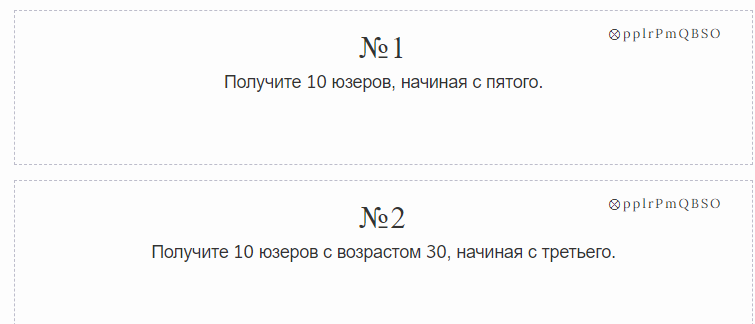 ⊗pplrPmQBSO
№1
Получите 10 юзеров, начиная с пятого.
⊗pplrPmQBSO
№2
Получите 10 юзеров с возрастом 30, начиная с третьего.